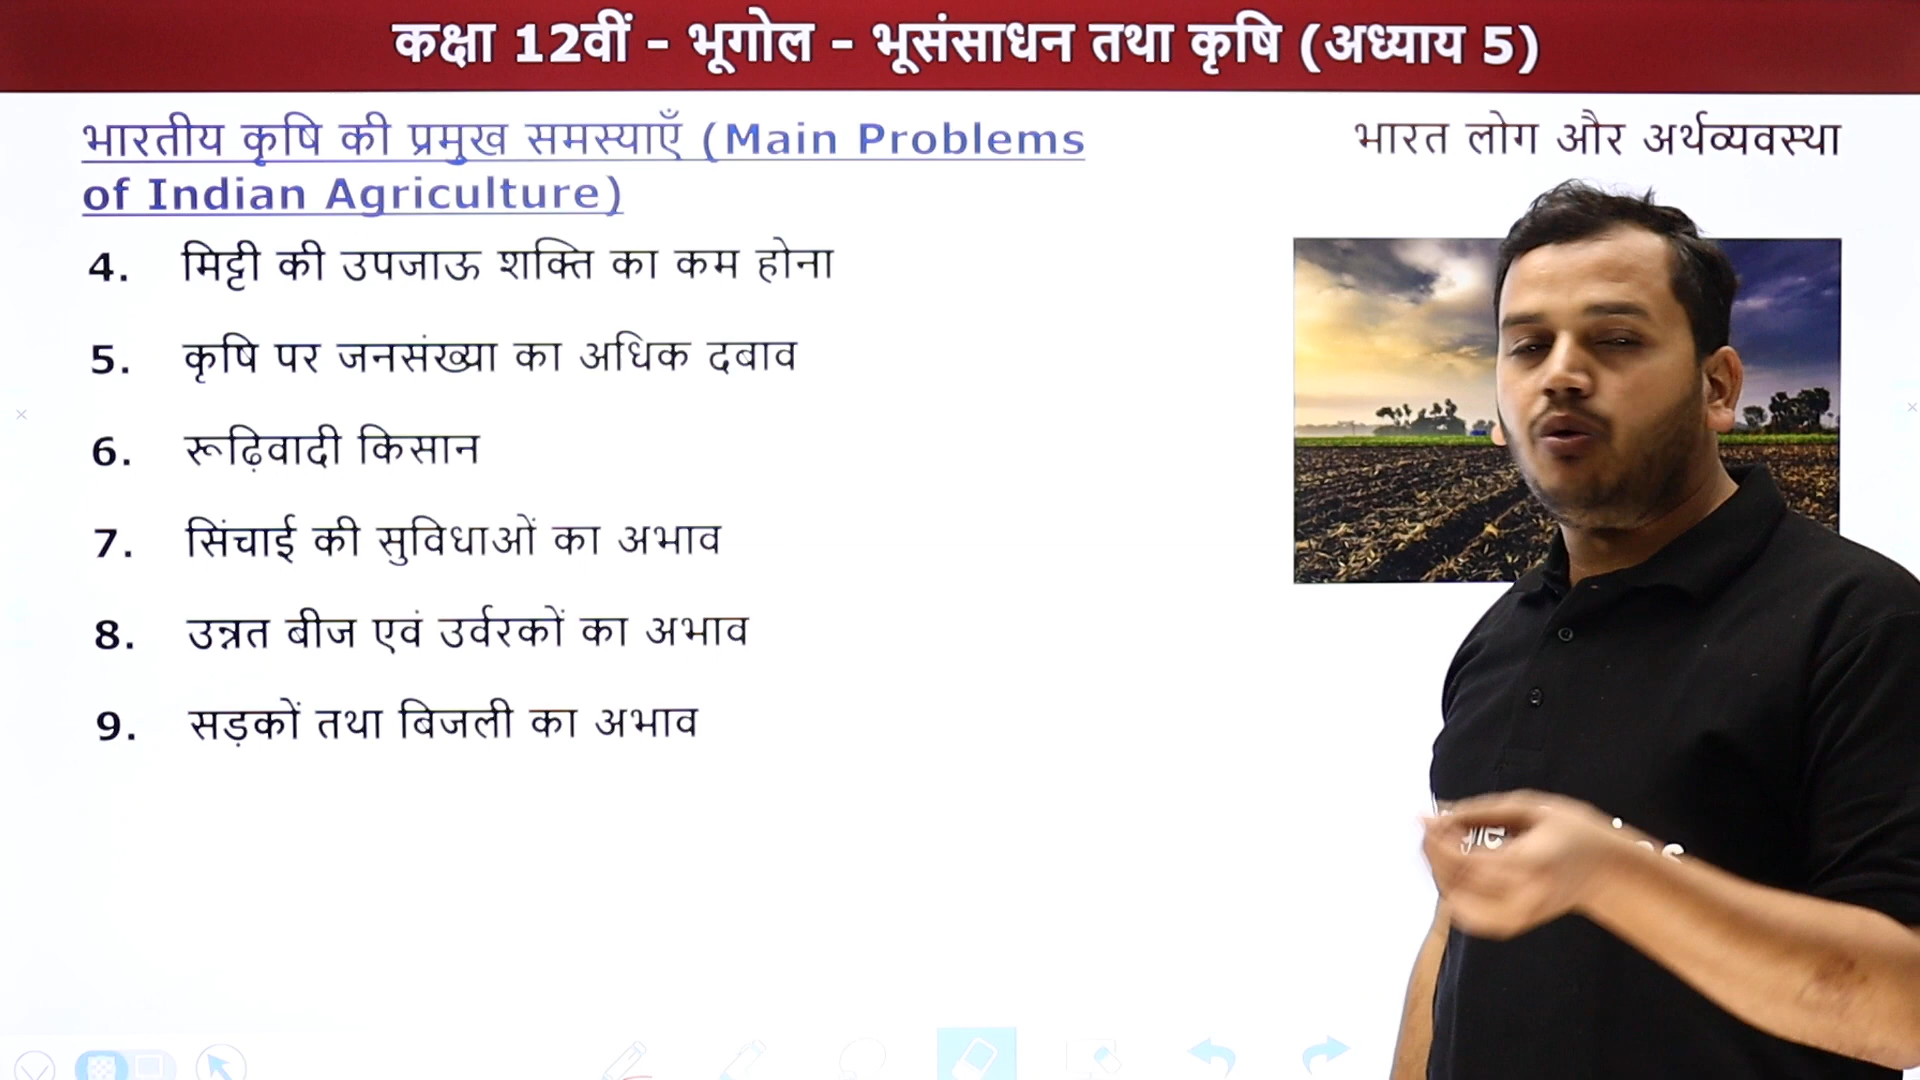 कक्षा 12वीं - भूगोल - भूसंसाधन तथा कृषि (अध्याय 5)
भारतीय कृषि की प्रमुख समस्याएँ (Main Problems
of Indian Agriculture)
भारत लोग और अर्थव्यवस्था
4. मिट्टी की उपजाऊ शक्ति का कम होना
5. कृषि पर जनसंख्या का अधिक दबाव
6. रूढ़िवादी किसान
7. सिंचाई की सुविधाओं का अभाव
8. उन्नत बीज एवं उर्वरकों का अभाव
9. सड़कों तथा बिजली का अभाव